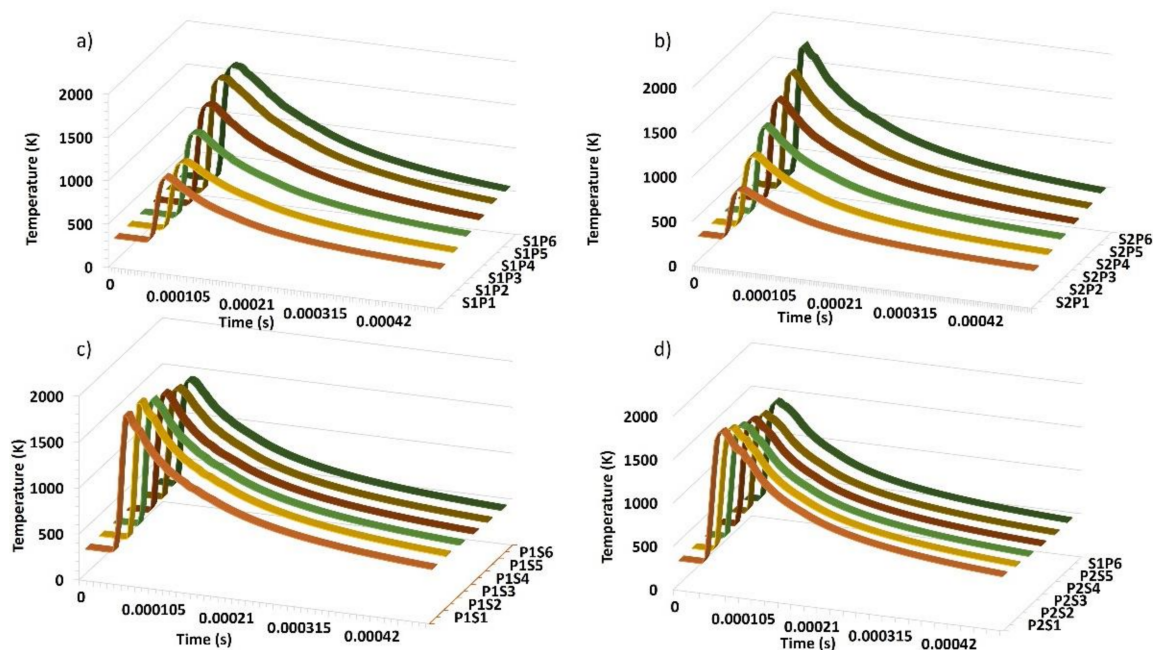 a)
2000
1500
1000
500
0
Temperature (K)
0
0.000105
0.00021
0.000315
0.00042
Time (s)
S1P6
S1P5
S1P4
S1P3
S1P2
S1P1
b)
2000
1500
1000
500
0
Temperature (K)
0
0.000105
0.00021
0.000315
0.00042
Time (s)
S2P6
S2P5
S2P4
S2P3
S2P2
S2P1
c)
2000
1500
1000
500
0
Temperature (K)
0
0.000105
0.00021
0.000315
0.00042
Time (s)
P1S6
P1S5
P1S4
P1S3
P1S2
P1S1
d)
2000
1500
1000
500
0
Temperature (K)
0
0.000105
0.00021
0.000315
0.00042
Time (s)
S1P6
P2S5
P2S4
P2S3
P2S2
P2S1